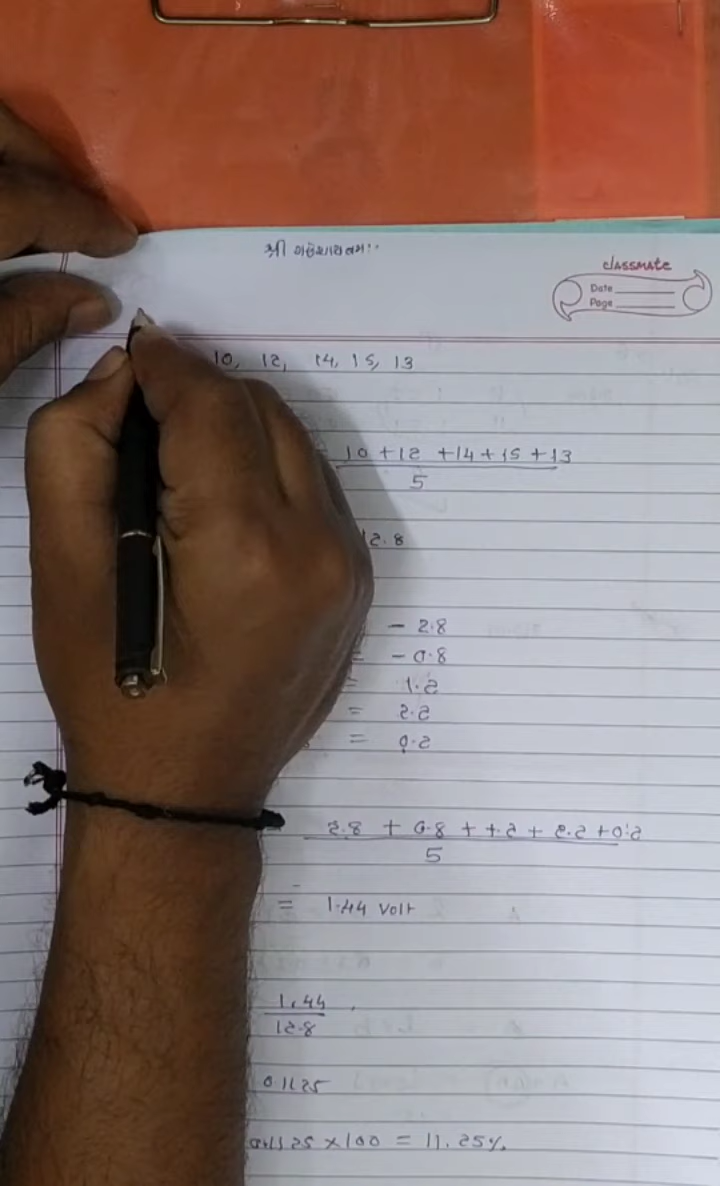 श्री गणेशाय नमः
classmate
Date
Page
10, 12, 14, 15, 13
= 10 + 12 + 14 + 15 + 13
5
12.8
- 2.8
= - 0.8
= 1.2
= 2.2
= 0.2
= 2.8 + 0.8 + 1.2 + 2.2 + 0.2
5
= 1.44 Volt
1.44
12.8
0.1125
0.1125 × 100 = 11.25%